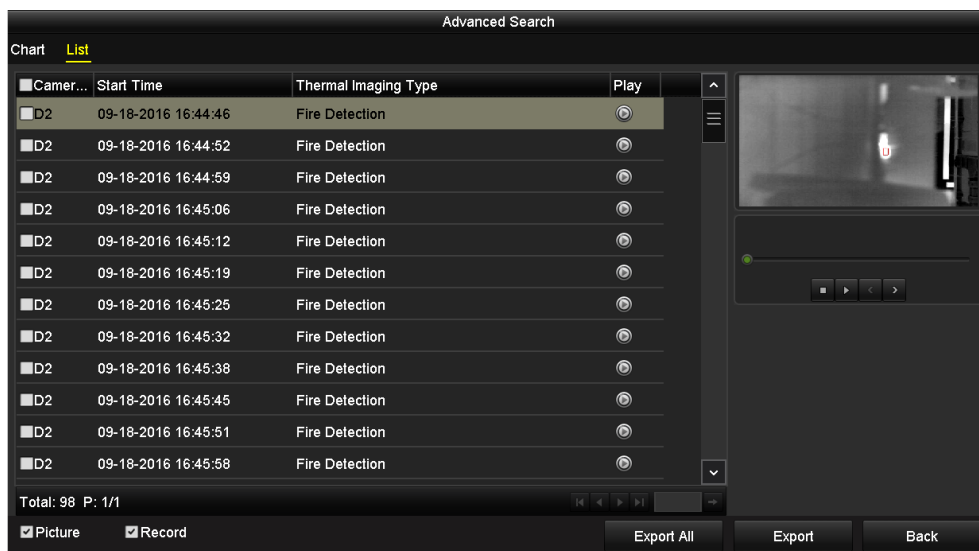 Advanced Search
Chart List
Camer... Start Time Thermal Imaging Type Play
D2 09-18-2016 16:44:46 Fire Detection
D2 09-18-2016 16:44:52 Fire Detection
D2 09-18-2016 16:44:59 Fire Detection
D2 09-18-2016 16:45:06 Fire Detection
D2 09-18-2016 16:45:12 Fire Detection
D2 09-18-2016 16:45:19 Fire Detection
D2 09-18-2016 16:45:25 Fire Detection
D2 09-18-2016 16:45:32 Fire Detection
D2 09-18-2016 16:45:38 Fire Detection
D2 09-18-2016 16:45:45 Fire Detection
D2 09-18-2016 16:45:51 Fire Detection
D2 09-18-2016 16:45:58 Fire Detection
Total: 98 P: 1/1
Picture Record Export All Export Back